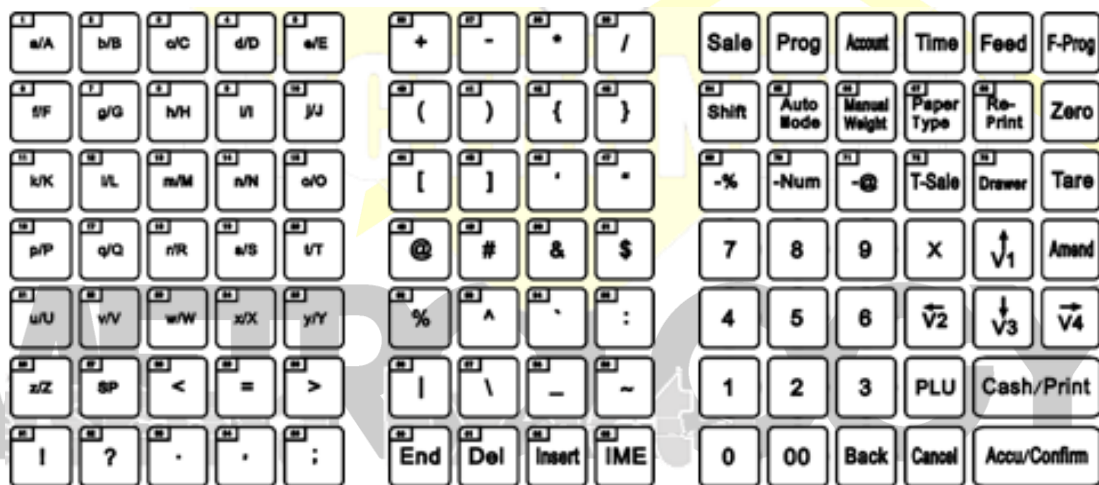 a/A b/B c/C d/D e/E + - * / Sale Prog Account Time Feed F-Prog
f/F g/G h/H i/I j/J ( ) { } Shift Auto Mode Manual Weight Paper Type Re-Print Zero
k/K l/L m/M n/N o/O [ ] ' " -% -Num -@ T-Sale Drawer Tare
p/P q/Q r/R s/S t/T @ # & $ 7 8 9 X V1 Amend
u/U v/V w/W x/X y/Y % ^ ` : 4 5 6 V2 V3 V4
z/Z SP < = > | \ _ ~ 1 2 3 PLU Cash/Print
! ? . , ; End Del Insert IME 0 00 Back Cancel Accu/Confirm